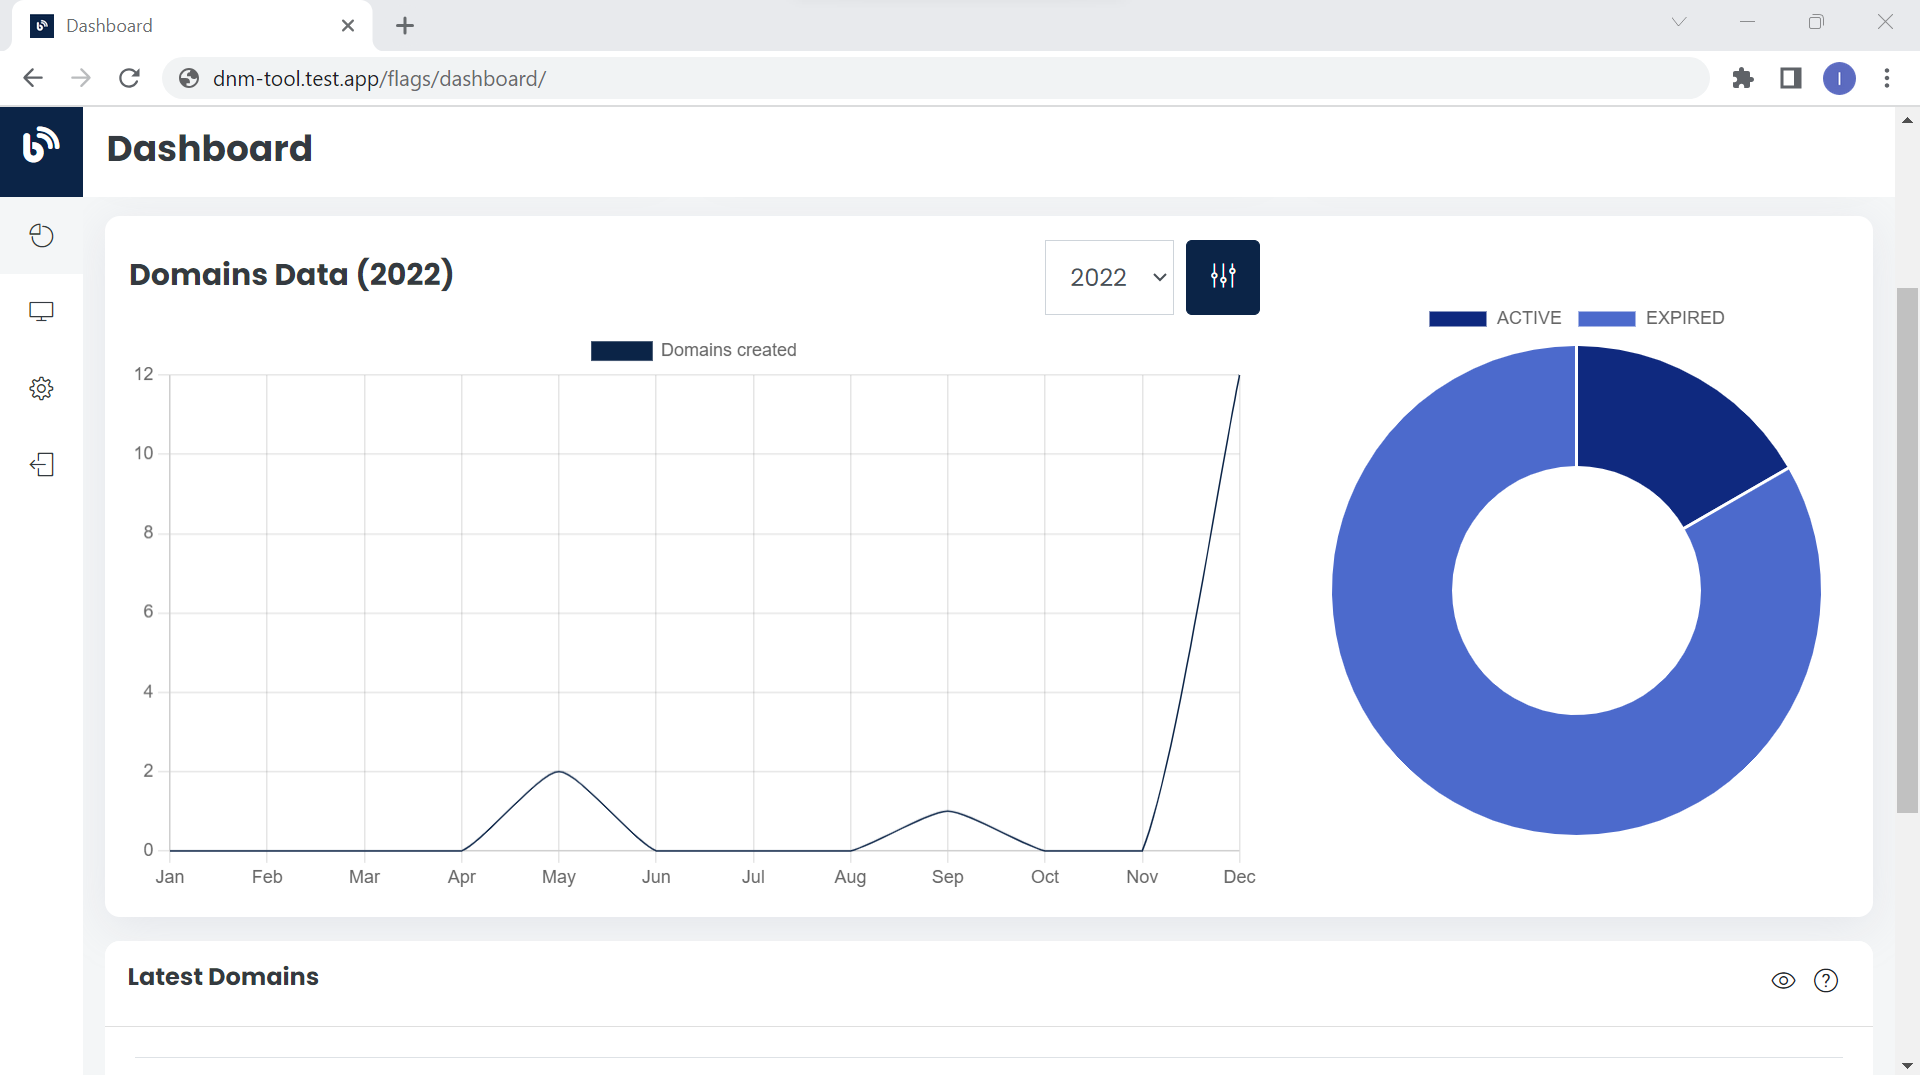 Dashboard
dnm-tool.test.app/flags/dashboard/
I
Dashboard
Domains Data (2022)
2022
Domains created
12
10
8
6
4
2
0
Jan Feb Mar Apr May Jun Jul Aug Sep Oct Nov Dec
ACTIVE EXPIRED
Latest Domains